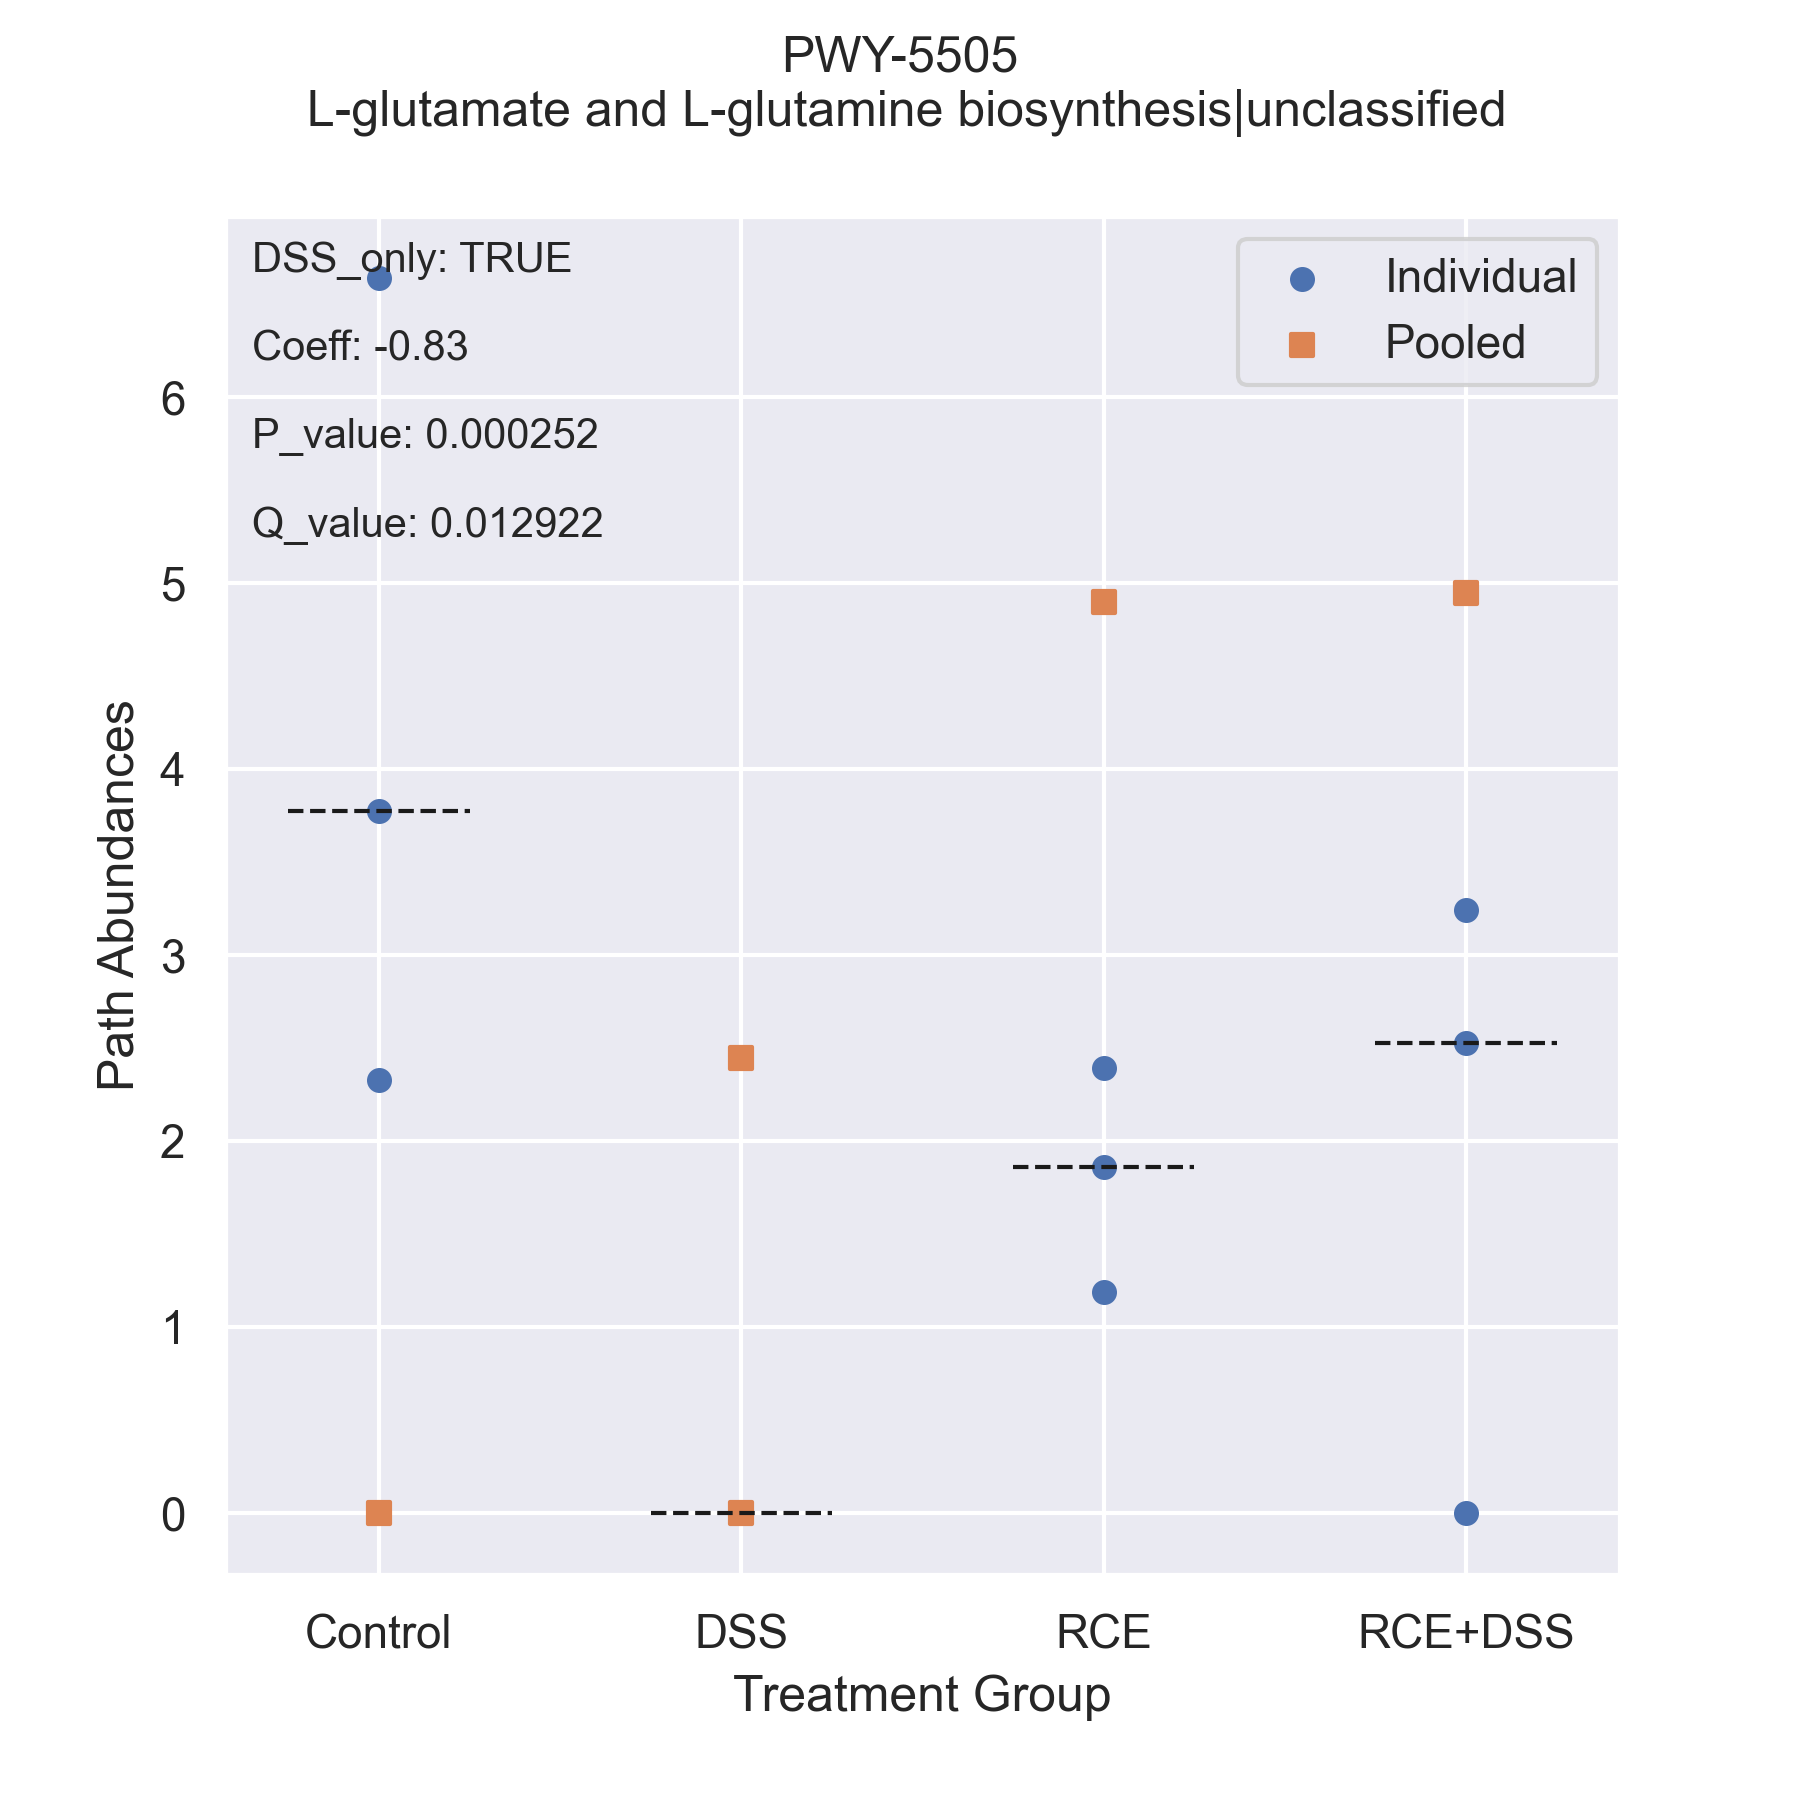 PWY-5505
L-glutamate and L-glutamine biosynthesis|unclassified
DSS_only: TRUE
Coeff: -0.83
P_value: 0.000252
Q_value: 0.012922
Individual
Pooled
6
5
4
3
2
1
0
Path Abundances
Control
DSS
RCE
RCE+DSS
Treatment Group